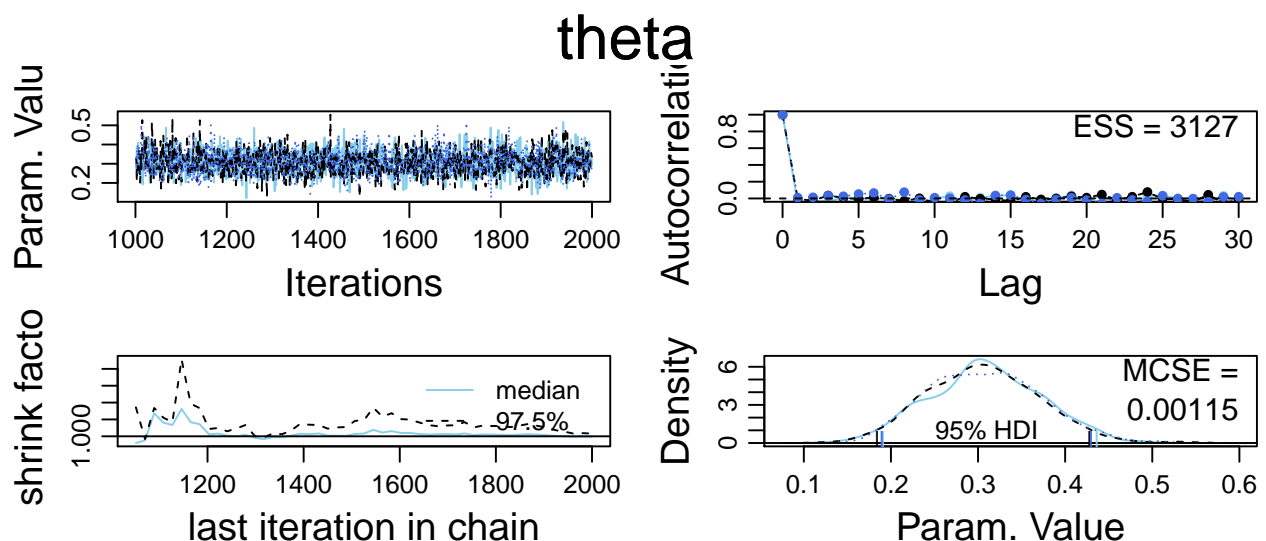 theta
Param. Valu
0.5
0.2
1000 1200 1400 1600 1800 2000
Iterations
Autocorrelatio
0.8
0.0
ESS = 3127
0 5 10 15 20 25 30
Lag
shrink facto
1.000
median
97.5%
1200 1400 1600 1800 2000
last iteration in chain
Density
6
3
0
MCSE =
0.00115
95% HDI
0.1 0.2 0.3 0.4 0.5 0.6
Param. Value